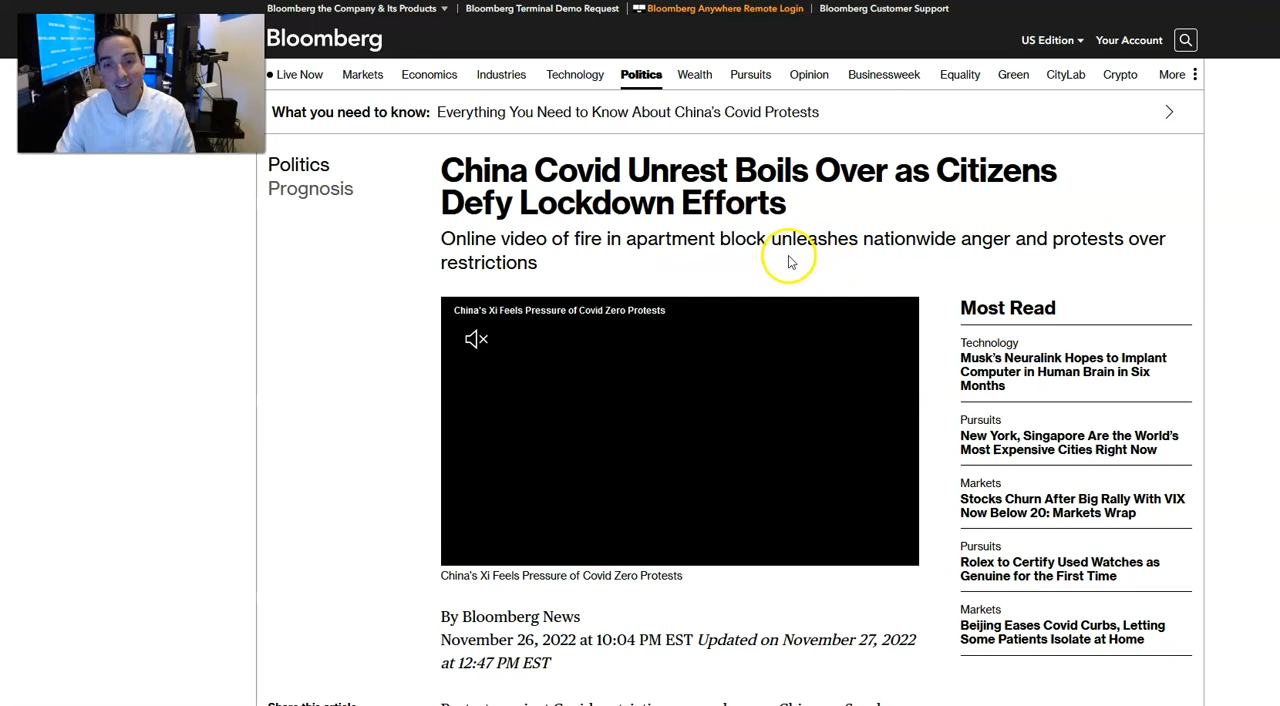 Bloomberg the Company & Its Products
Bloomberg Terminal Demo Request
Bloomberg Anywhere Remote Login
Bloomberg Customer Support
Bloomberg
US Edition
Your Account
Live Now
Markets
Economics
Industries
Technology
Politics
Wealth
Pursuits
Opinion
Businessweek
Equality
Green
CityLab
Crypto
More
What you need to know: Everything You Need to Know About China's Covid Protests
Politics
Prognosis
China Covid Unrest Boils Over as Citizens
Defy Lockdown Efforts
Online video of fire in apartment block unleashes nationwide anger and protests over
restrictions
China's Xi Feels Pressure of Covid Zero Protests
China's Xi Feels Pressure of Covid Zero Protests
By Bloomberg News
November 26, 2022 at 10:04 PM EST Updated on November 27, 2022
at 12:47 PM EST
Most Read
Technology
Musk's Neuralink Hopes to Implant
Computer in Human Brain in Six
Months
Pursuits
New York, Singapore Are the World's
Most Expensive Cities Right Now
Markets
Stocks Churn After Big Rally With VIX
Now Below 20: Markets Wrap
Pursuits
Rolex to Certify Used Watches as
Genuine for the First Time
Markets
Beijing Eases Covid Curbs, Letting
Some Patients Isolate at Home
Share this article